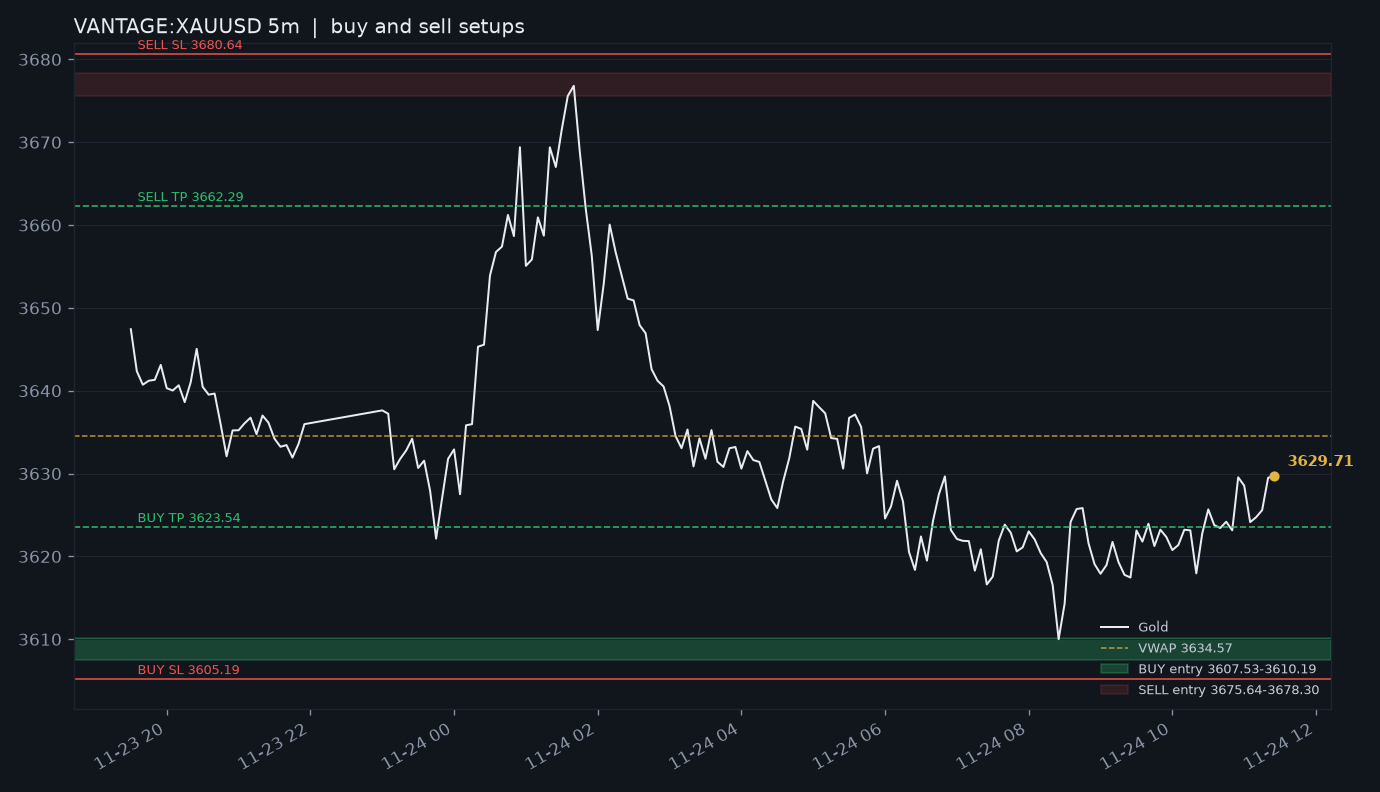 VANTAGE:XAUUSD 5m | buy and sell setups
SELL SL 3680.64
3680
3670
SELL TP 3662.29
3660
3650
3640
3630
3629.71
BUY TP 3623.54
3620
3610
BUY SL 3605.19
Gold
VWAP 3634.57
BUY entry 3607.53-3610.19
SELL entry 3675.64-3678.30
11-23 20
11-23 22
11-24 00
11-24 02
11-24 04
11-24 06
11-24 08
11-24 10
11-24 12